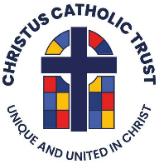 CHRISTUS CATHOLIC TRUST
UNIQUE AND UNITED IN CHRIST